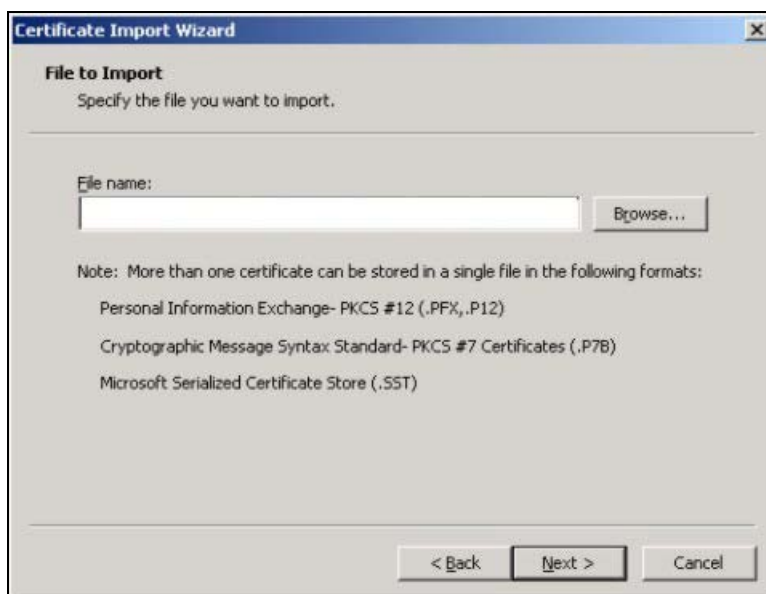 Certificate Import Wizard
File to Import
Specify the file you want to import.
File name:
Browse...
Note: More than one certificate can be stored in a single file in the following formats:
Personal Information Exchange- PKCS #12 (.PFX,.P12)
Cryptographic Message Syntax Standard- PKCS #7 Certificates (.P7B)
Microsoft Serialized Certificate Store (.SST)
< Back Next > Cancel